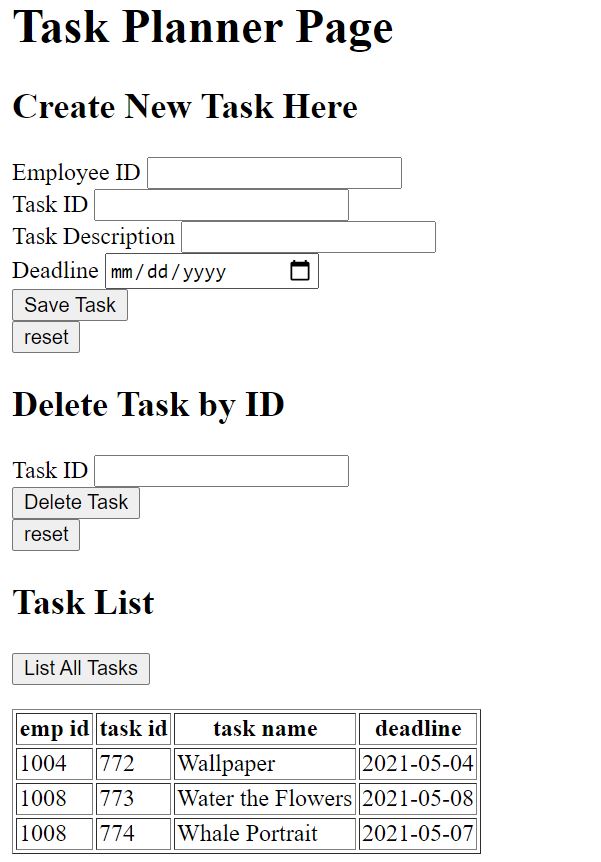 Task Planner Page
Create New Task Here
Employee ID
Task ID
Task Description
Deadline mm/dd/yyyy
Save Task
reset
Delete Task by ID
Task ID
Delete Task
reset
Task List
List All Tasks
emp id task id task name deadline
1004 772 Wallpaper 2021-05-04
1008 773 Water the Flowers 2021-05-08
1008 774 Whale Portrait 2021-05-07